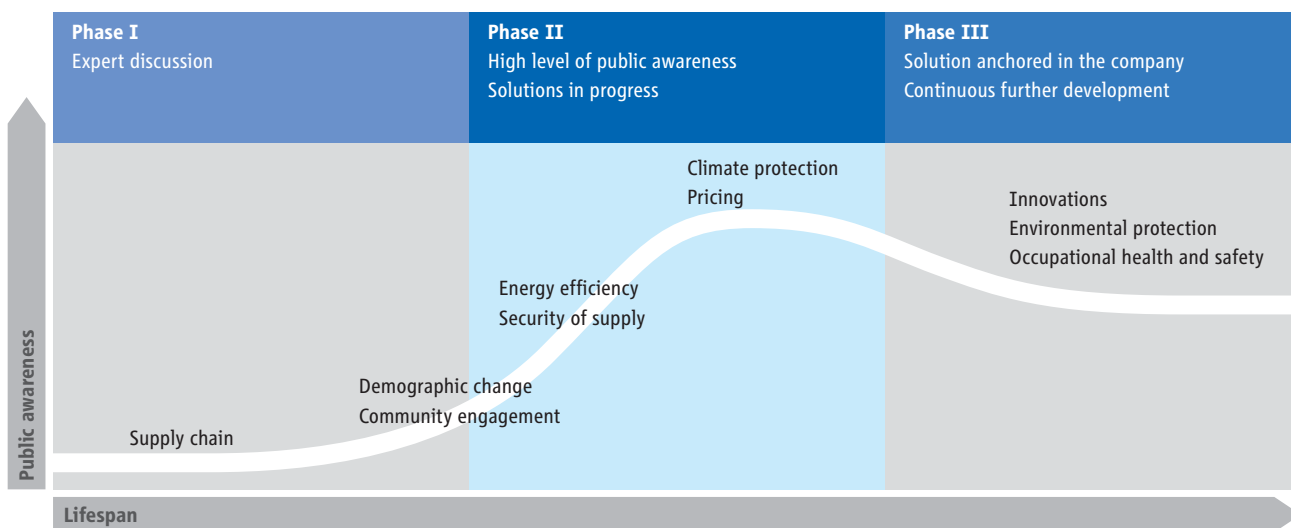 Phase I
Expert discussion
Phase II
High level of public awareness
Solutions in progress
Phase III
Solution anchored in the company
Continuous further development
Climate protection
Pricing
Innovations
Environmental protection
Occupational health and safety
Energy efficiency
Security of supply
Demographic change
Community engagement
Supply chain
Public awareness
Lifespan